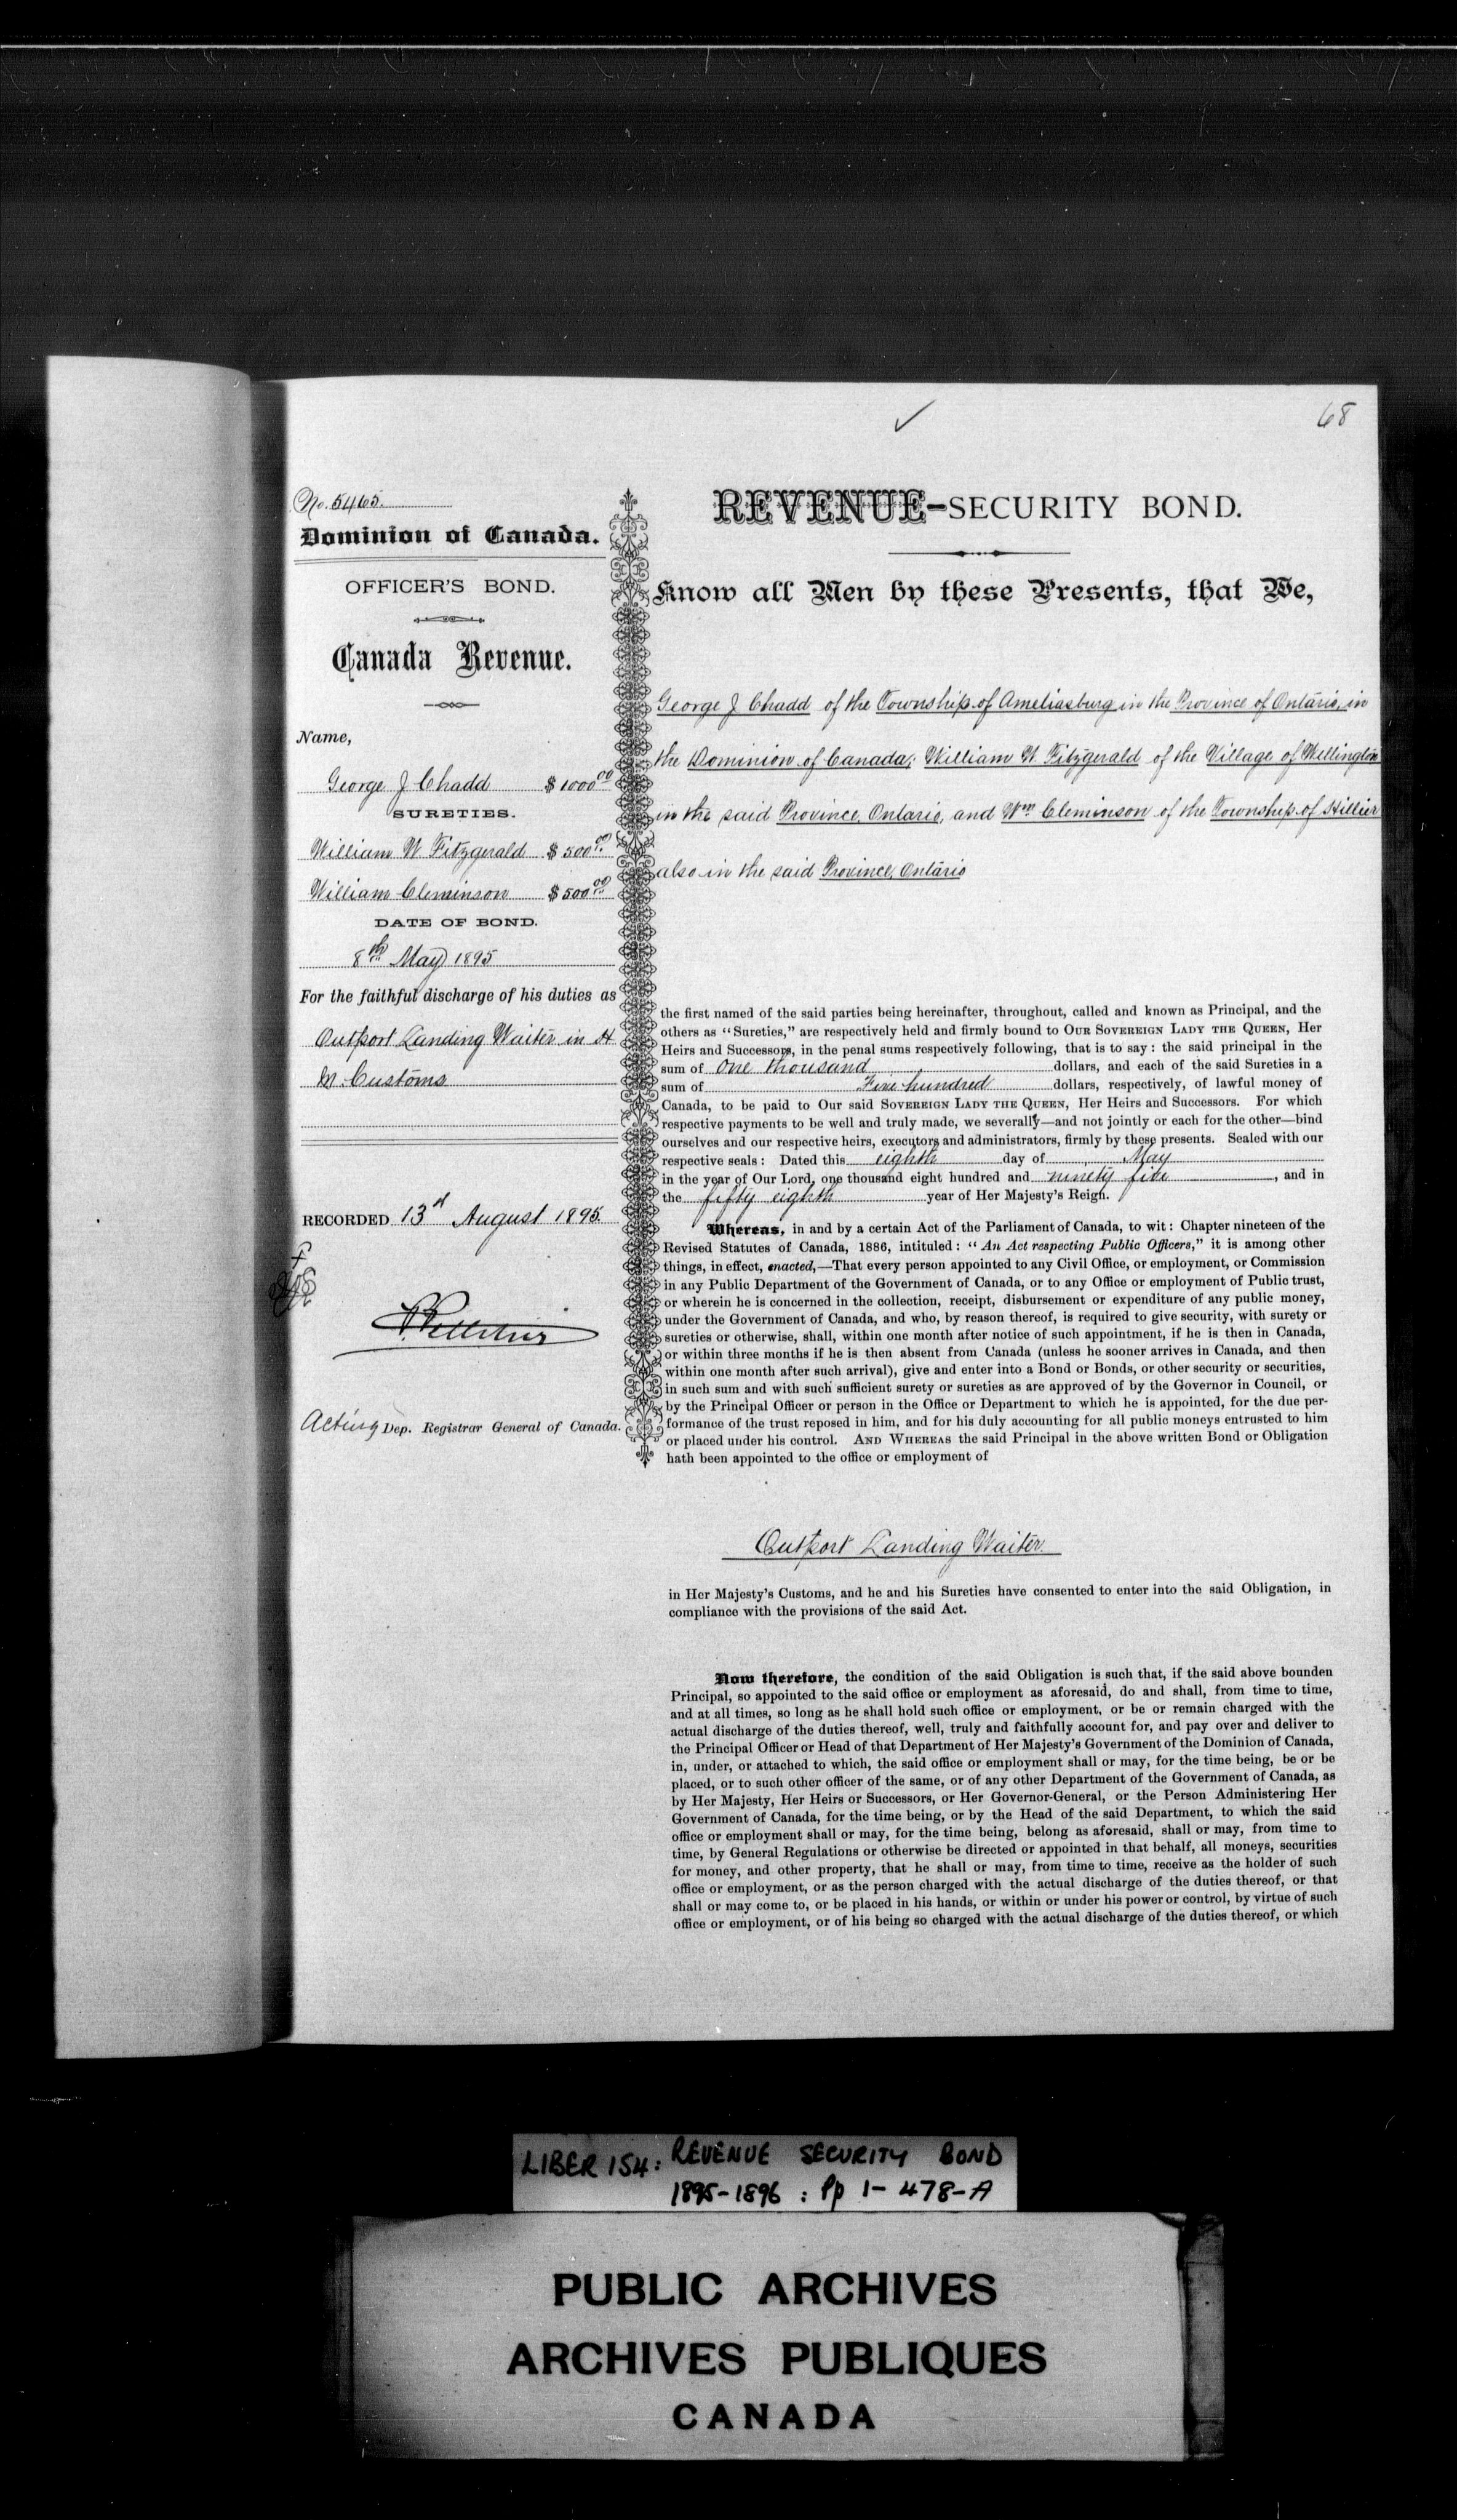 68
No. 5465.
Dominion of Canada.
OFFICER'S BOND.
Canada Revenue.
Name,
George J Chadd $ 1000 00
SURETIES.
William W Fitzgerald $ 500 00
William Cleminson $ 500 00
DATE OF BOND.
8th May 1895
For the faithful discharge of his duties as
Outport Landing Waiter in H
M. Customs
RECORDED 13th August 1895
Acting Dep. Registrar General of Canada.
REVENUE-SECURITY BOND.
Know all Men by these Presents, that We,
George J Chadd of the Township of Ameliasburg in the Province of Ontario, in
the Dominion of Canada; William W. Fitzgerald of the Village of Wellington
in the said Province, Ontario, and Wm Cleminson of the Township of Hillier
also in the said Province, Ontario
the first named of the said parties being hereinafter, throughout, called and known as Principal, and the
others as "Sureties," are respectively held and firmly bound to OUR SOVEREIGN LADY THE QUEEN, Her
Heirs and Successors, in the penal sums respectively following, that is to say: the said principal in the
sum of one thousand dollars, and each of the said Sureties in a
sum of Five hundred dollars, respectively, of lawful money of
Canada, to be paid to Our said SOVEREIGN LADY THE QUEEN, Her Heirs and Successors. For which
respective payments to be well and truly made, we severally—and not jointly or each for the other—bind
ourselves and our respective heirs, executors and administrators, firmly by these presents. Sealed with our
respective seals: Dated this eighth day of May
in the year of Our Lord, one thousand eight hundred and ninety five, and in
the fifty eighth year of Her Majesty's Reign.
Whereas, in and by a certain Act of the Parliament of Canada, to wit: Chapter nineteen of the
Revised Statutes of Canada, 1886, intituled: "An Act respecting Public Officers," it is among other
things, in effect, enacted,—That every person appointed to any Civil Office, or employment, or Commission
in any Public Department of the Government of Canada, or to any Office or employment of Public trust,
or wherein he is concerned in the collection, receipt, disbursement or expenditure of any public money,
under the Government of Canada, and who, by reason thereof, is required to give security, with surety or
sureties or otherwise, shall, within one month after notice of such appointment, if he is then in Canada,
or within three months if he is then absent from Canada (unless he sooner arrives in Canada, and then
within one month after such arrival), give and enter into a Bond or Bonds, or other security or securities,
in such sum and with such sufficient surety or sureties as are approved of by the Governor in Council, or
by the Principal Officer or person in the Office or Department to which he is appointed, for the due per-
formance of the trust reposed in him, and for his duly accounting for all public moneys entrusted to him
or placed under his control. AND WHEREAS the said Principal in the above written Bond or Obligation
hath been appointed to the office or employment of
Outport Landing Waiter.
in Her Majesty's Customs, and he and his Sureties have consented to enter into the said Obligation, in
compliance with the provisions of the said Act.
Now therefore, the condition of the said Obligation is such that, if the said above bounden
Principal, so appointed to the said office or employment as aforesaid, do and shall, from time to time,
and at all times, so long as he shall hold such office or employment, or be or remain charged with the
actual discharge of the duties thereof, well, truly and faithfully account for, and pay over and deliver to
the Principal Officer or Head of that Department of Her Majesty's Government of the Dominion of Canada,
in, under, or attached to which, the said office or employment shall or may, for the time being, be or be
placed, or to such other officer of the same, or of any other Department of the Government of Canada, as
by Her Majesty, Her Heirs or Successors, or Her Governor-General, or the Person Administering Her
Government of Canada, for the time being, or by the Head of the said Department, to which the said
office or employment shall or may, for the time being, belong as aforesaid, shall or may, from time to
time, by General Regulations or otherwise be directed or appointed in that behalf, all moneys, securities
for money, and other property, that he shall or may, from time to time, receive as the holder of such
office or employment, or as the person charged with the actual discharge of the duties thereof, or that
shall or may come to, or be placed in his hands, or within or under his power or control, by virtue of such
office or employment, or of his being so charged with the actual discharge of the duties thereof, or which
LIBER 154: REVENUE SECURITY BOND
1895-1896 : Pp 1-478-A
PUBLIC ARCHIVES
ARCHIVES PUBLIQUES
CANADA